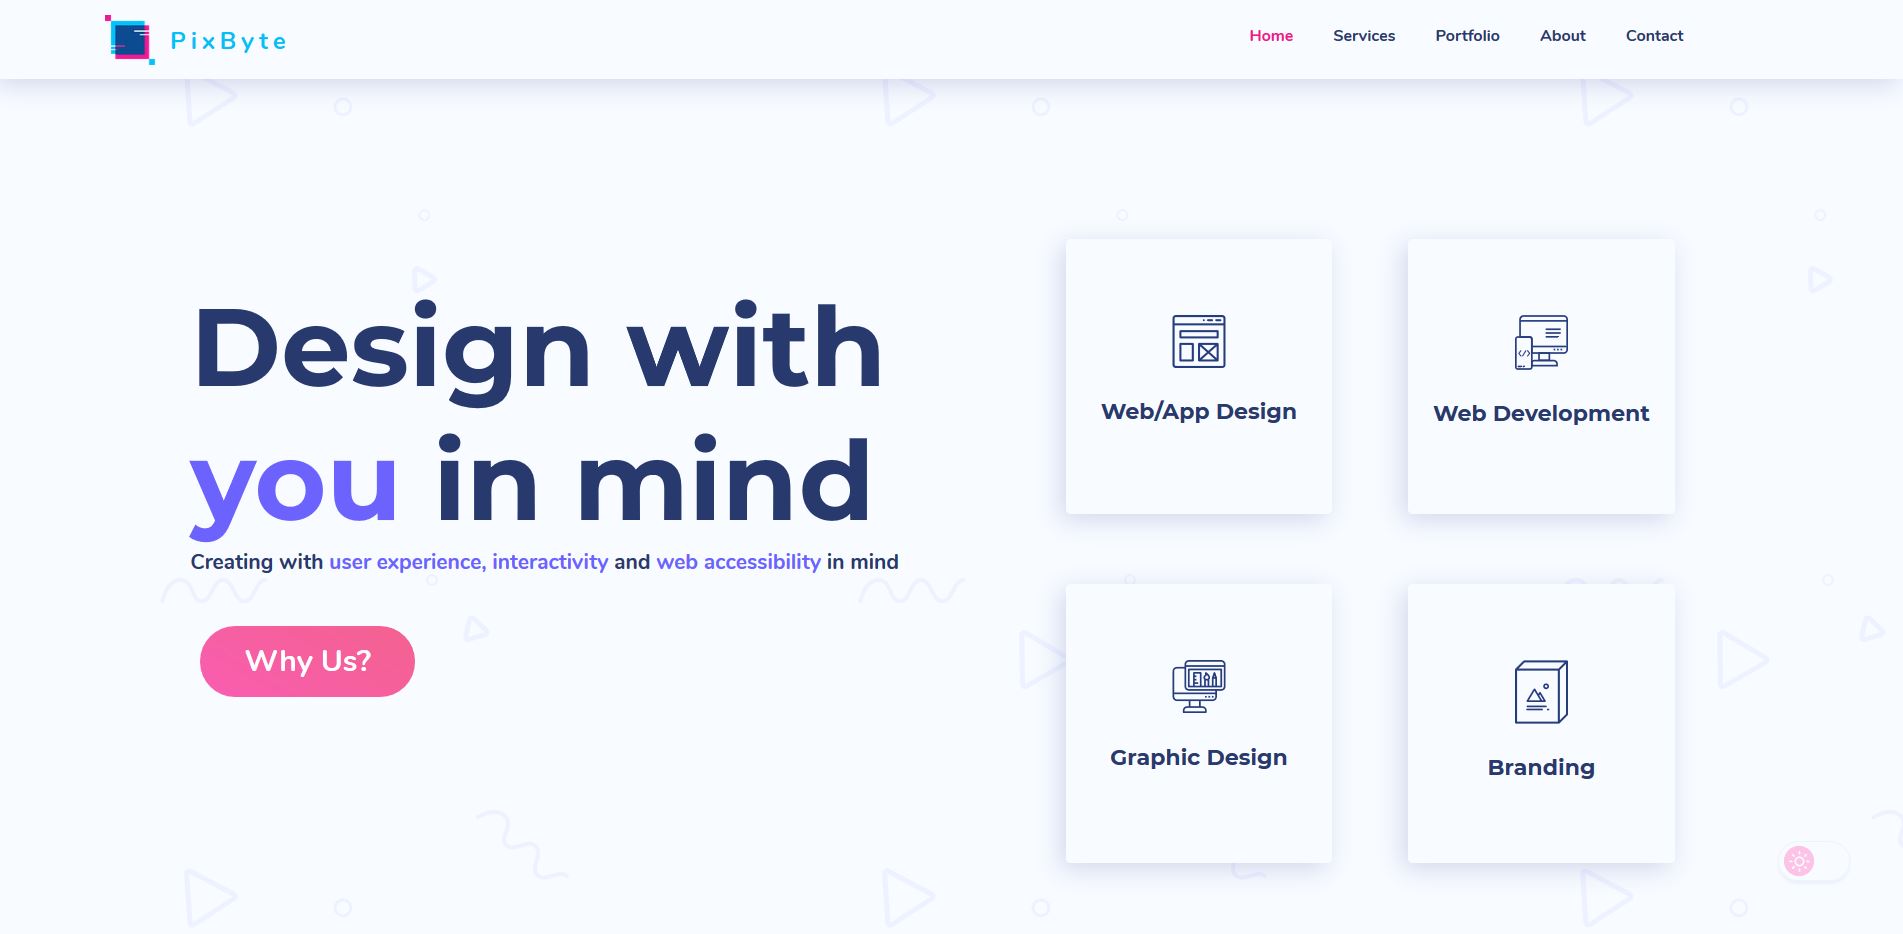 PixByte
Home Services Portfolio About Contact
Design with
you in mind
Creating with user experience, interactivity and web accessibility in mind
Why Us?
Web/App Design
Web Development
Graphic Design
Branding